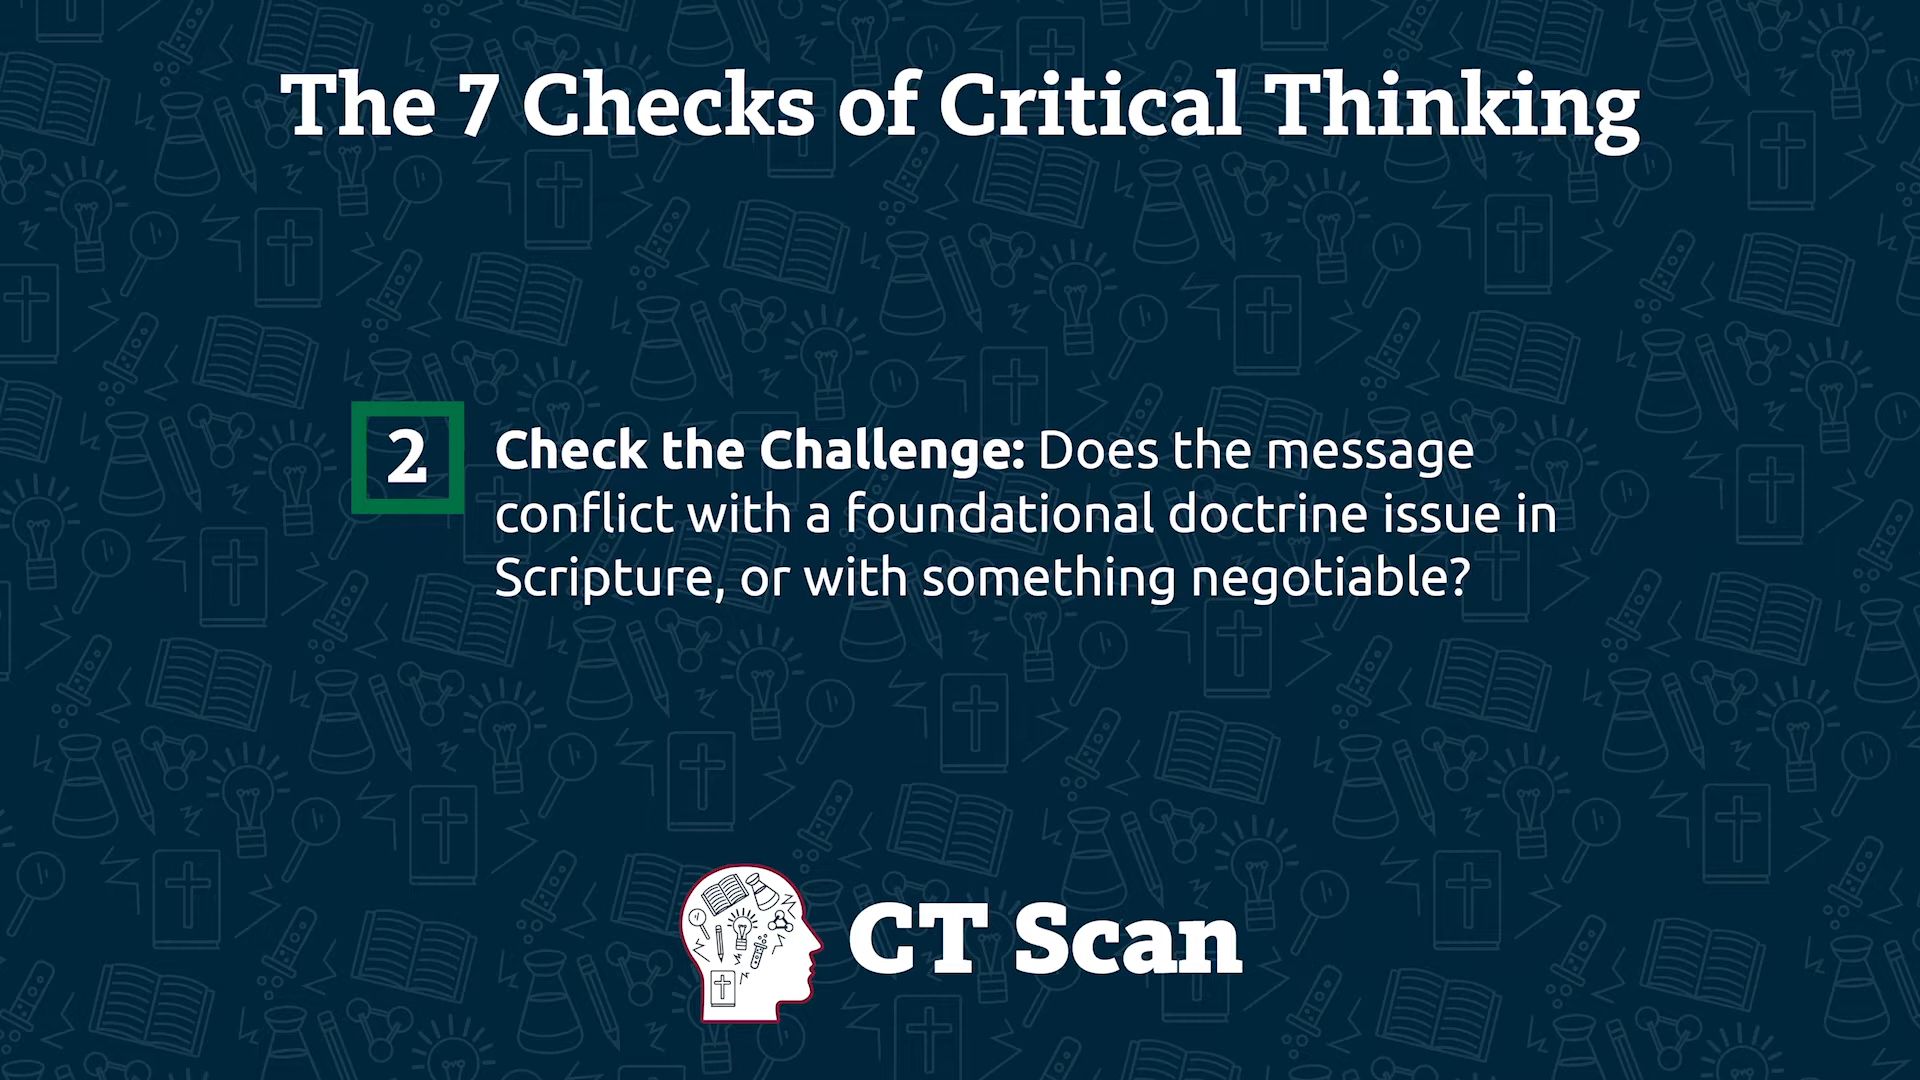 The 7 Checks of Critical Thinking
2
Check the Challenge: Does the message
conflict with a foundational doctrine issue in
Scripture, or with something negotiable?
CT Scan